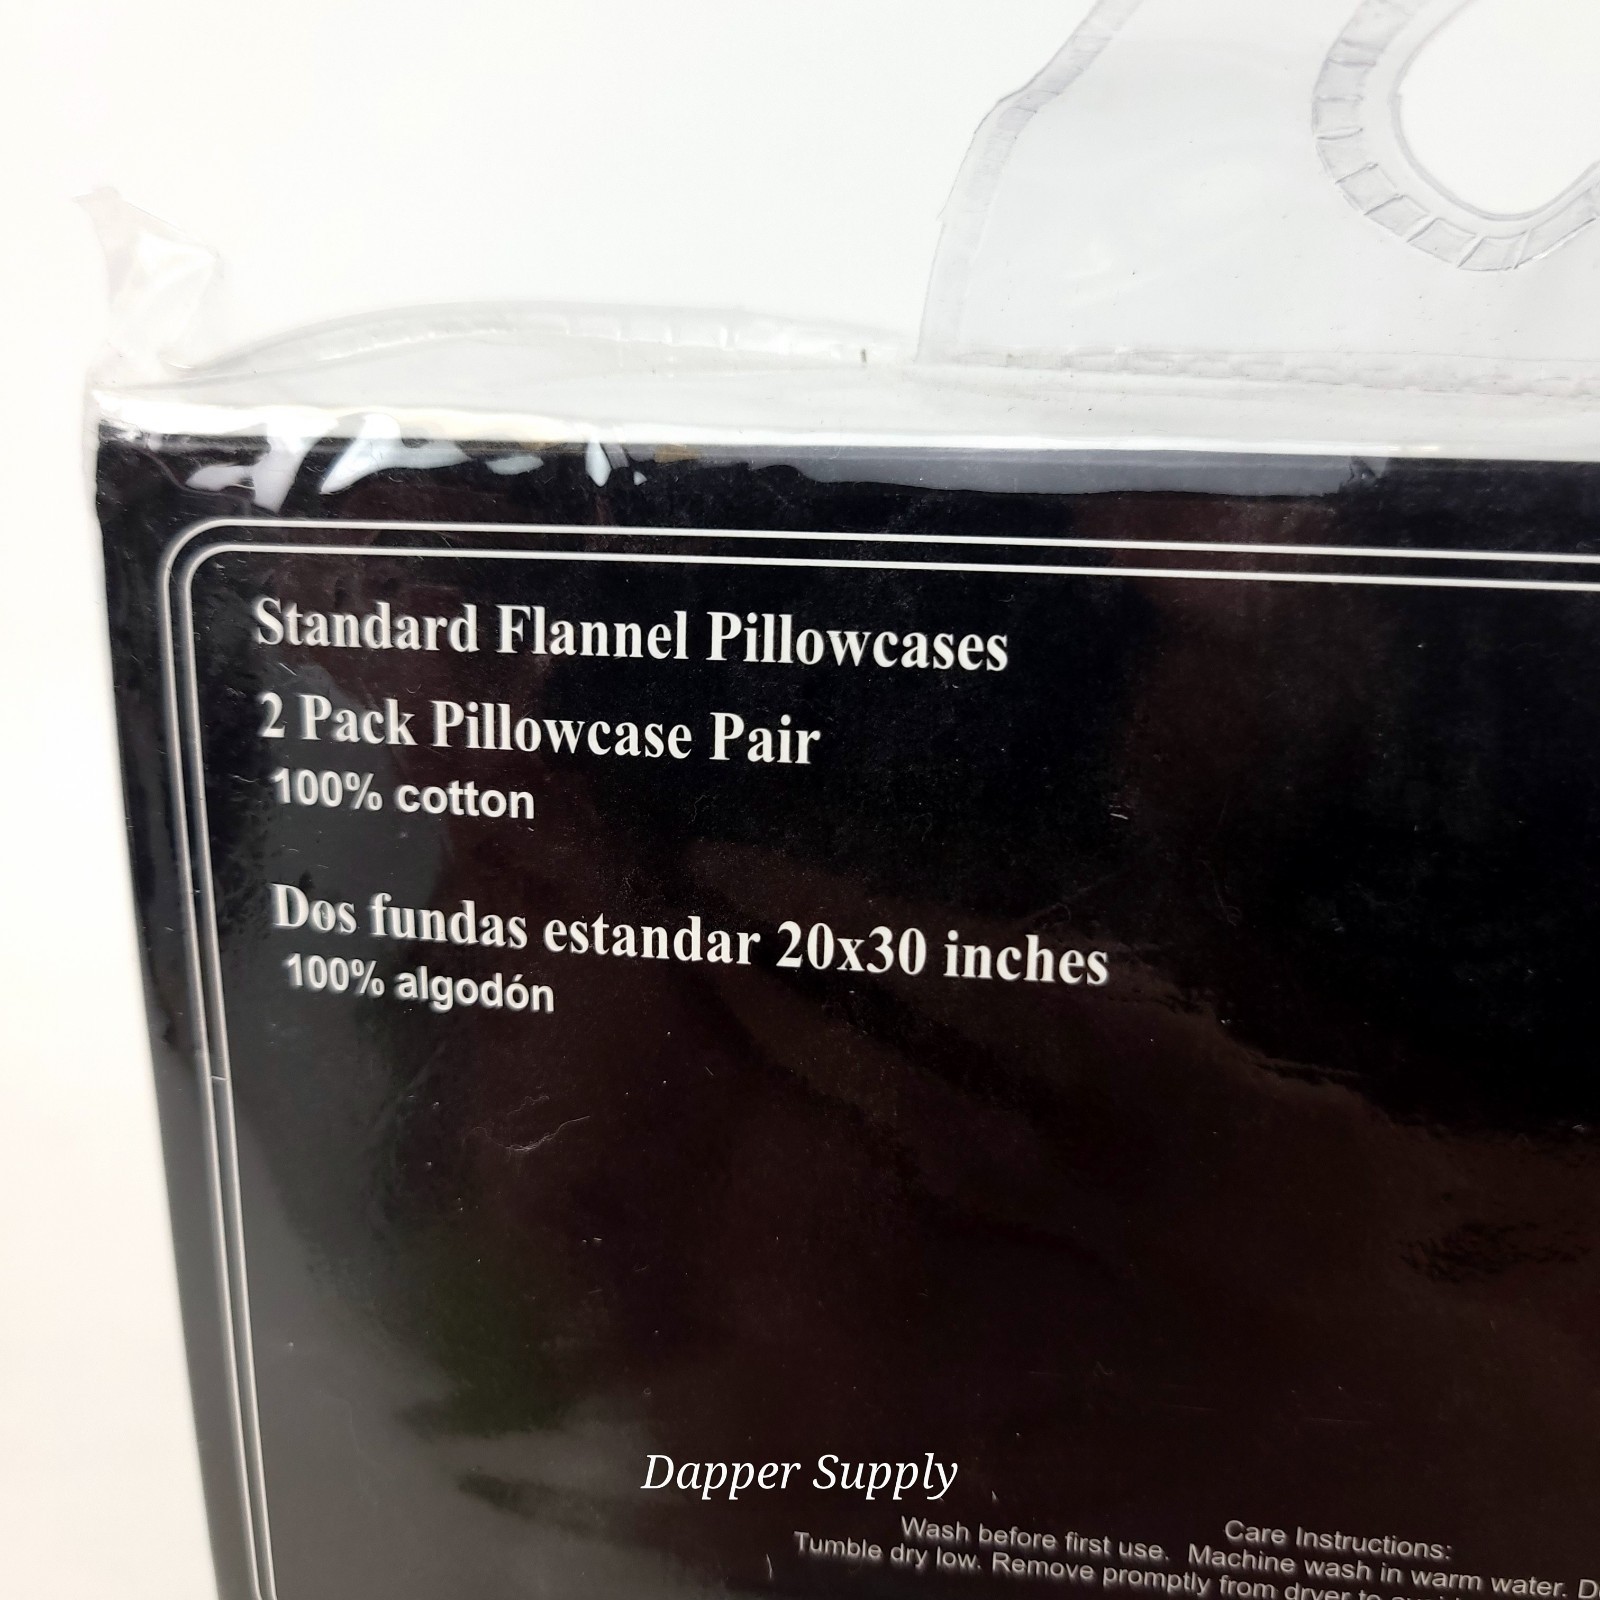 Standard Flannel Pillowcases
2 Pack Pillowcase Pair
100% cotton
Dos fundas estandar 20x30 inches
100% algodón
Dapper Supply
Care Instructions:
Wash before first use. Machine wash in warm water.
Tumble dry low. Remove promptly from dryer to